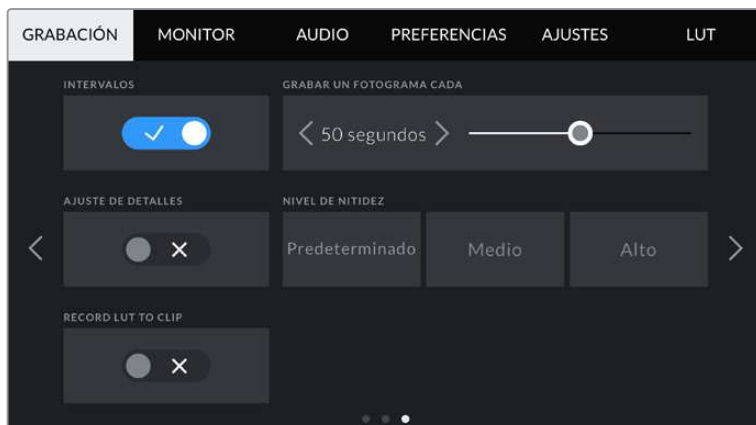 GRABACIÓN MONITOR AUDIO PREFERENCIAS AJUSTES LUT
INTERVALOS GRABAR UN FOTOGRAMA CADA
50 segundos
AJUSTE DE DETALLES NIVEL DE NITIDEZ
Predeterminado Medio Alto
RECORD LUT TO CLIP